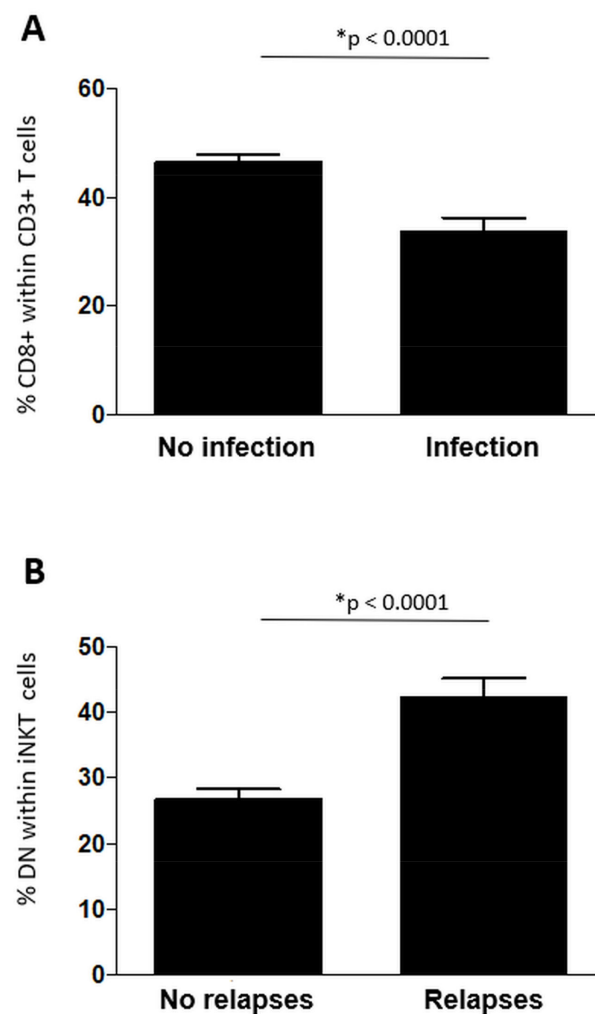 A
*p < 0.0001
% CD8+ within CD3+ T cells
60
40
20
0
No infection
Infection
B
*p < 0.0001
% DN within iNKT cells
50
40
30
20
10
0
No relapses
Relapses